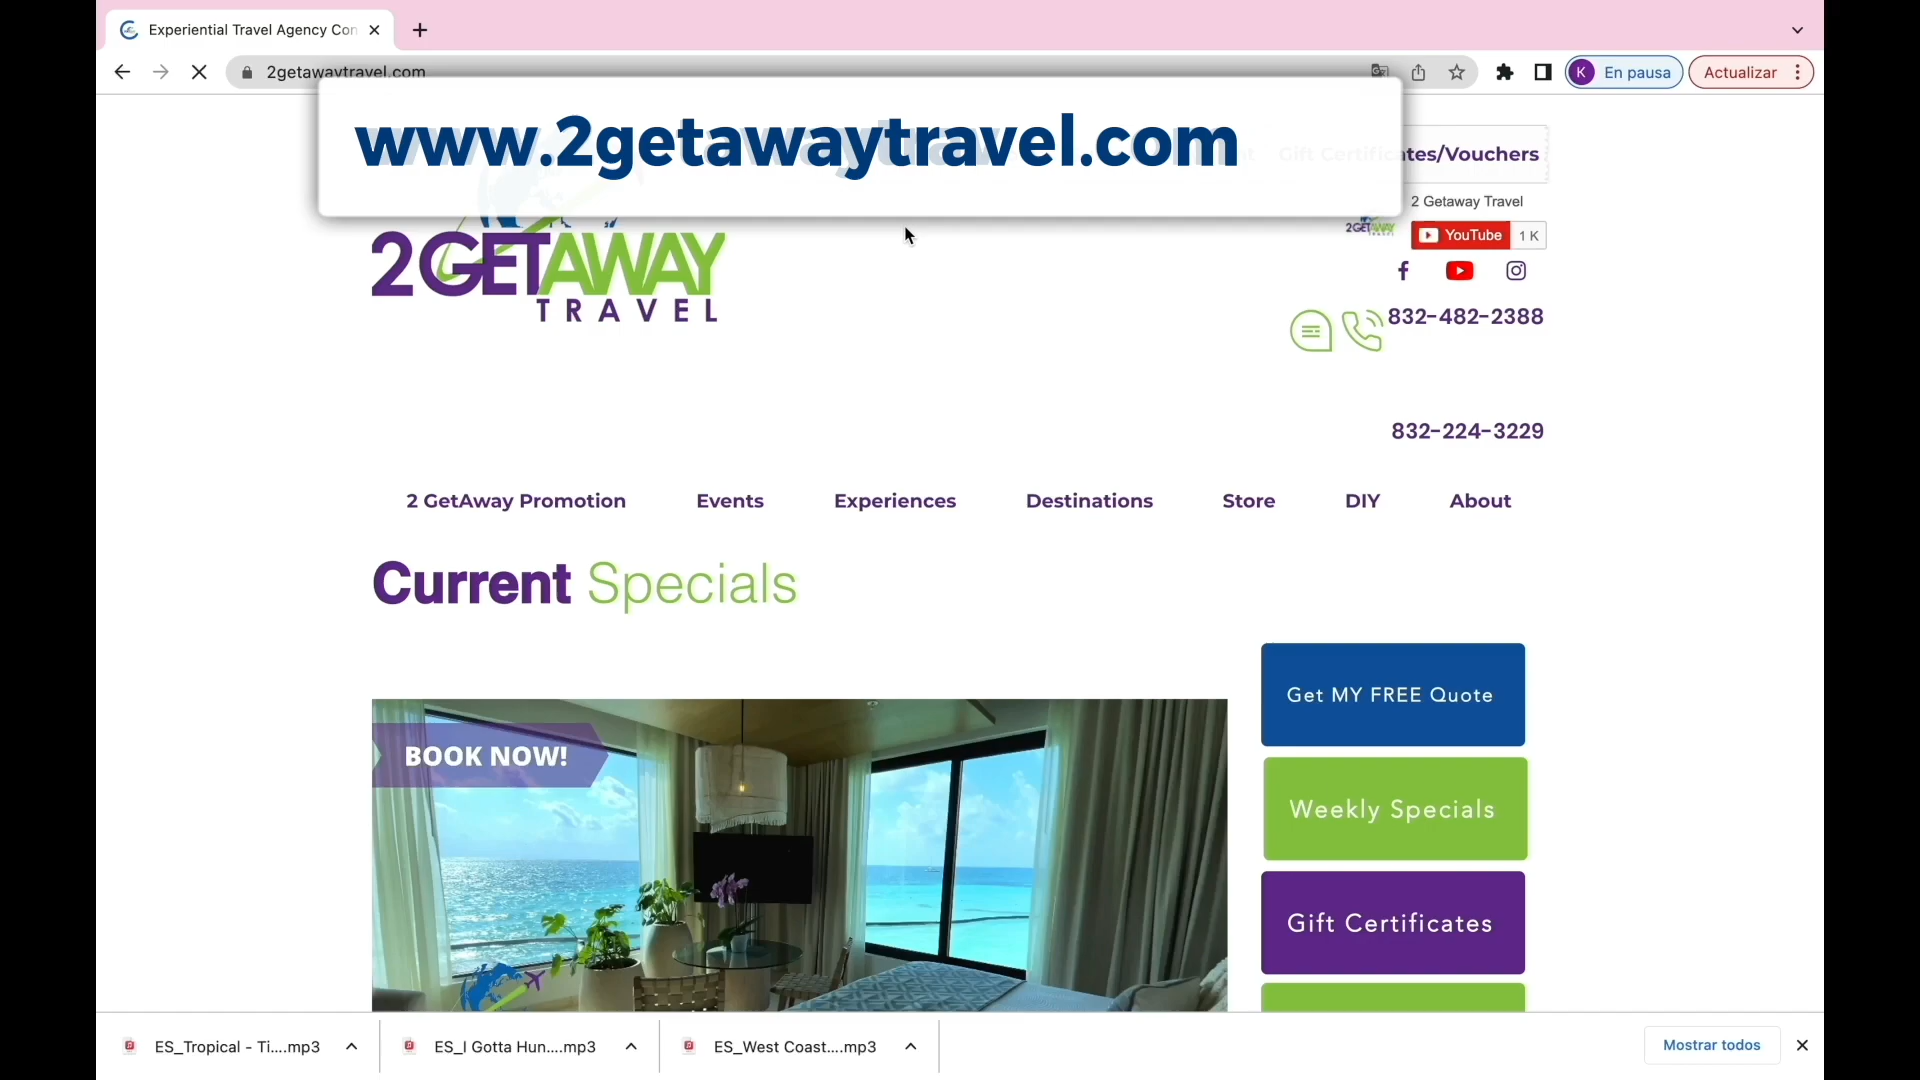 Experiential Travel Agency Con
2getawaytravel.com
K En pausa
Actualizar
www.2getawaytravel.com
Gift Certificates/Vouchers
2 Getaway Travel
2GETAWAY
YouTube 1 K
2GETAWAY
TRAVEL
832-482-2388
832-224-3229
2 GetAway Promotion Events Experiences Destinations Store DIY About
Current Specials
Get MY FREE Quote
BOOK NOW!
Weekly Specials
Gift Certificates
ES_Tropical - Ti....mp3 ES_I Gotta Hun....mp3 ES_West Coast....mp3 Mostrar todos